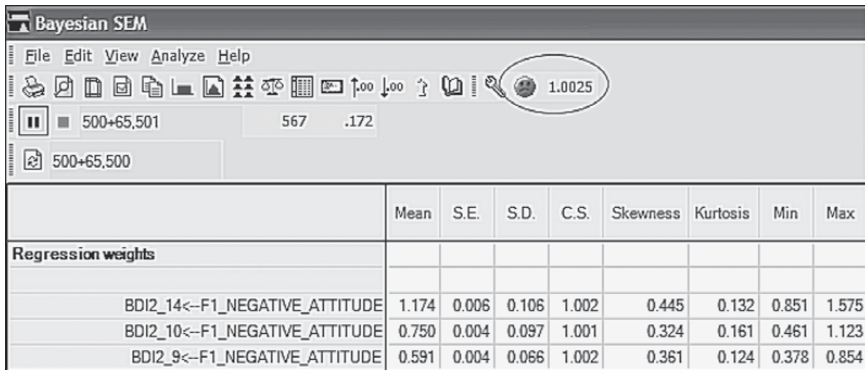 Bayesian SEM
File Edit View Analyze Help
1.0025
500+65,501 567 .172
500+65,500
Mean S.E. S.D. C.S. Skewness Kurtosis Min Max
Regression weights
BDI2_14<--F1_NEGATIVE_ATTITUDE 1.174 0.006 0.106 1.002 0.445 0.132 0.851 1.575
BDI2_10<--F1_NEGATIVE_ATTITUDE 0.750 0.004 0.097 1.001 0.324 0.161 0.461 1.123
BDI2_9<--F1_NEGATIVE_ATTITUDE 0.591 0.004 0.066 1.002 0.361 0.124 0.378 0.854